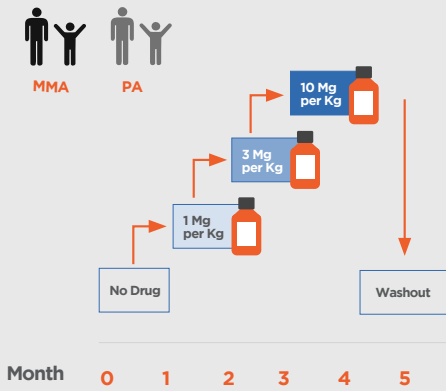 MMA
PA
10 Mg
per Kg
3 Mg
per Kg
1 Mg
per Kg
No Drug
Washout
Month 0 1 2 3 4 5